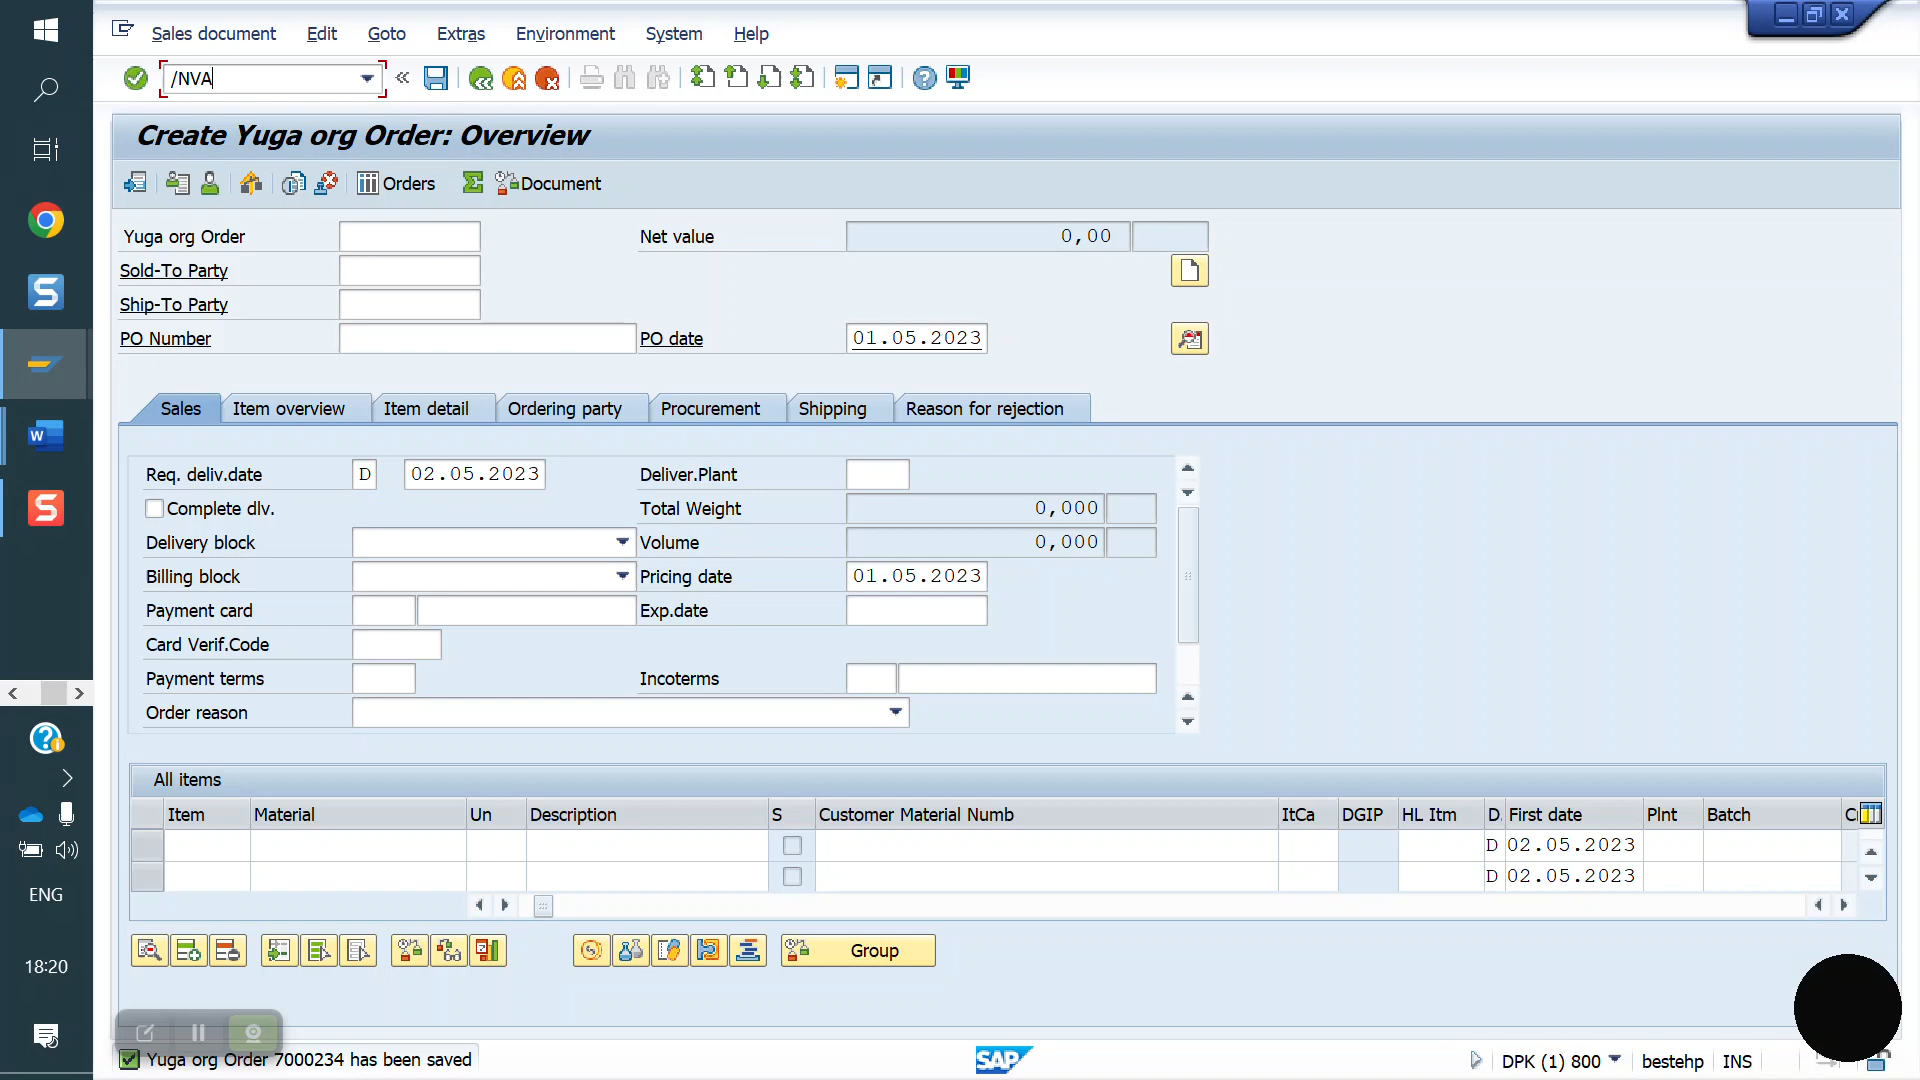 Sales document Edit Goto Extras Environment System Help
/NVA
Create Yuga org Order: Overview
Orders Document
Yuga org Order Net value 0,00
Sold-To Party
Ship-To Party
PO Number PO date 01.05.2023
Sales Item overview Item detail Ordering party Procurement Shipping Reason for rejection
Req. deliv.date D 02.05.2023 Deliver.Plant
Complete dlv. Total Weight 0,000
Delivery block Volume 0,000
Billing block Pricing date 01.05.2023
Payment card Exp.date
Card Verif.Code
Payment terms Incoterms
Order reason
All items
Item Material Un Description S Customer Material Numb ItCa DGIP HL Itm D. First date Plnt Batch C
D 02.05.2023
D 02.05.2023
Group
Yuga org Order 7000234 has been saved SAP DPK (1) 800 bestehp INS
ENG
18:20